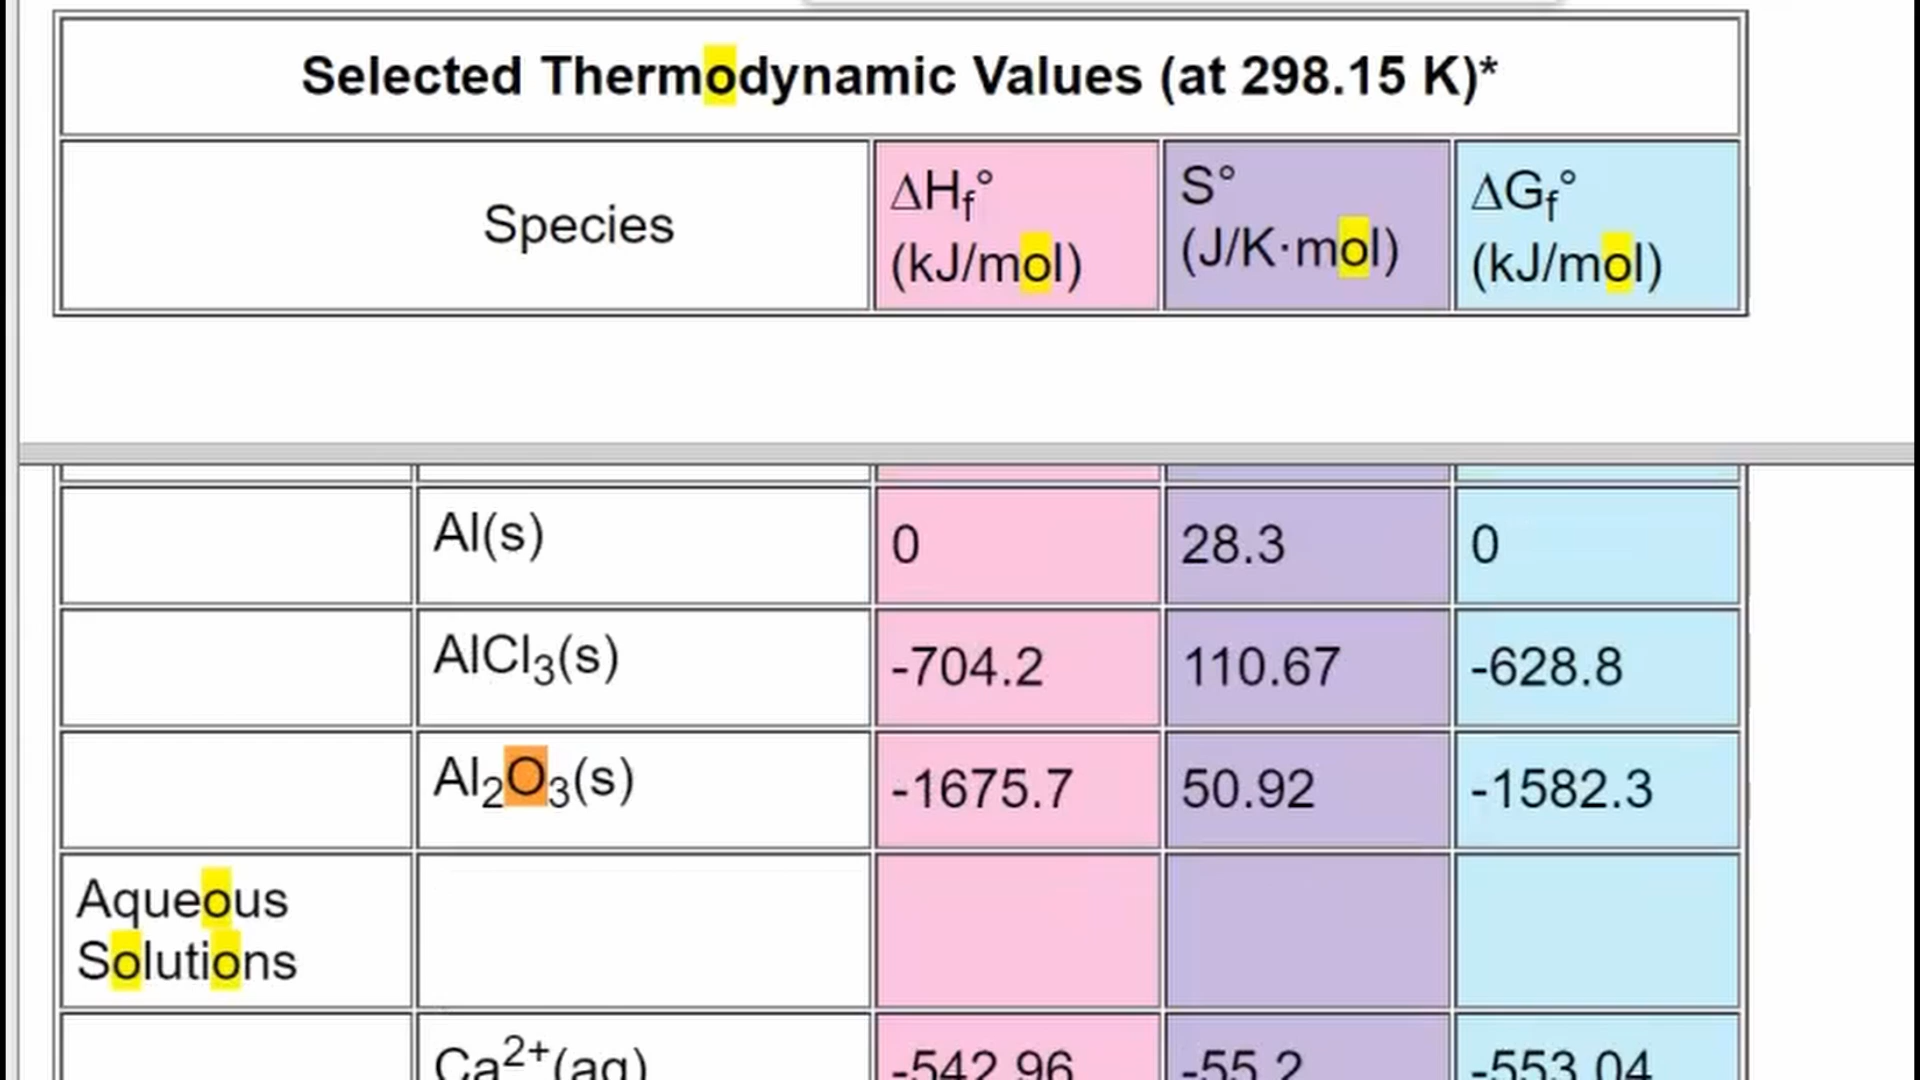 Selected Thermodynamic Values (at 298.15 K)*
Species
ΔHf° (kJ/mol)
S° (J/K·mol)
ΔGf° (kJ/mol)
Al(s) 0 28.3 0
AlCl₃(s) -704.2 110.67 -628.8
Al₂O₃(s) -1675.7 50.92 -1582.3
Aqueous
Solutions
Ca²⁺(aq) -542.96 -55.2 -553.04